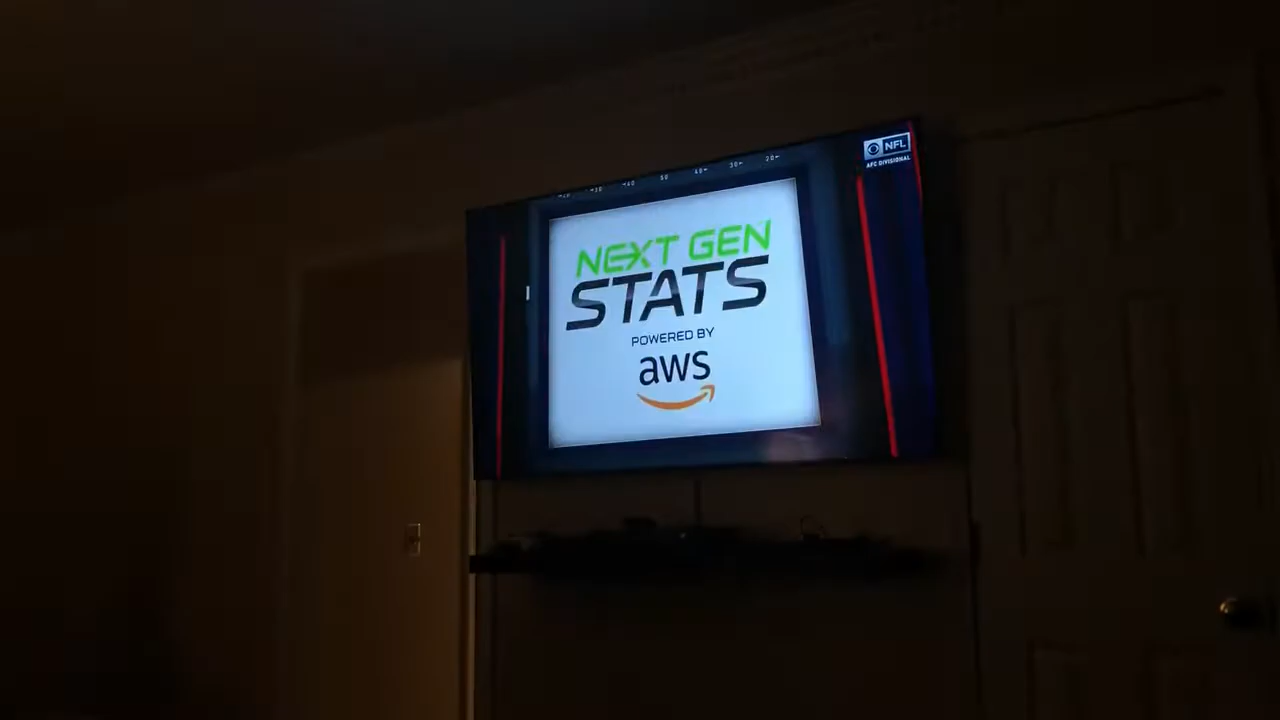 NFL
AFC DIVISIONAL
NEXT GEN
STATS
POWERED BY
aws